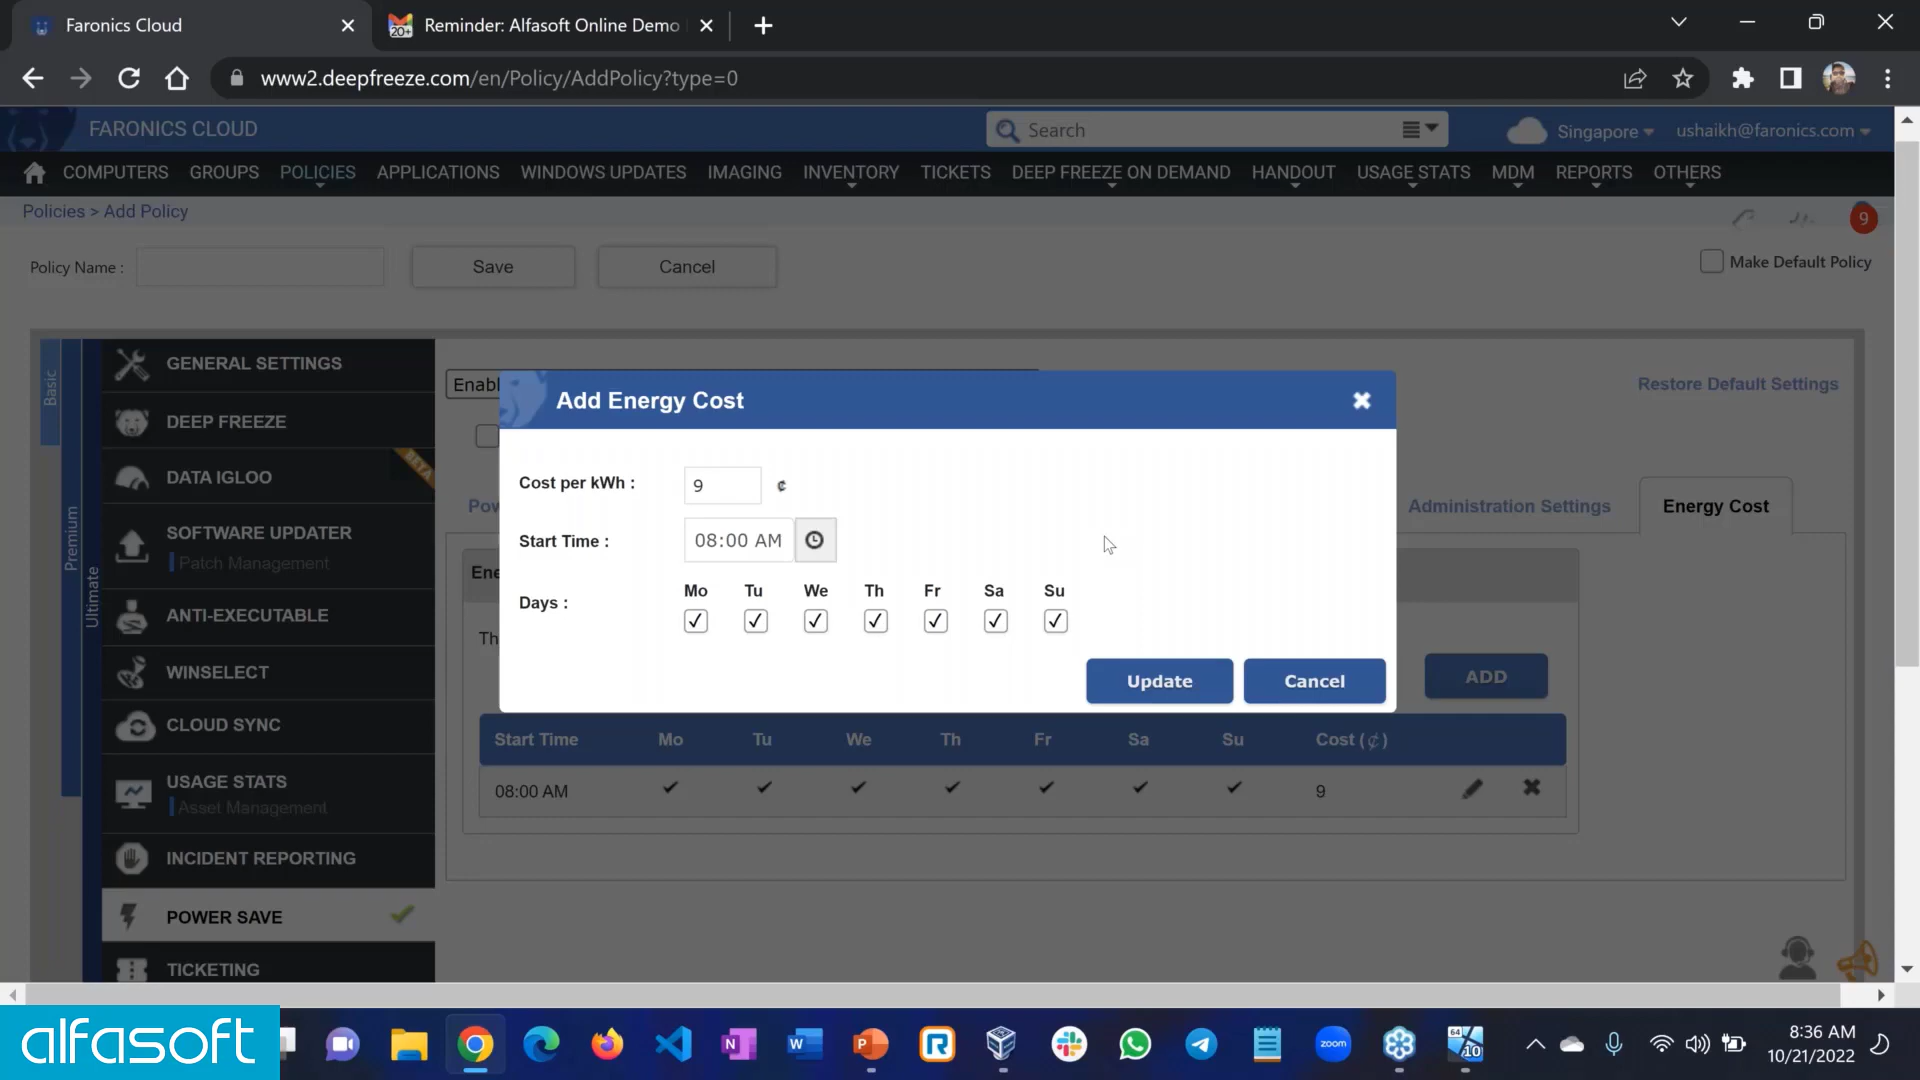 Faronics Cloud
20+
Reminder: Alfasoft Online Demo
www2.deepfreeze.com/en/Policy/AddPolicy?type=0
FARONICS CLOUD
Search
Singapore
ushaikh@faronics.com
COMPUTERS GROUPS POLICIES APPLICATIONS WINDOWS UPDATES IMAGING INVENTORY TICKETS DEEP FREEZE ON DEMAND HANDOUT USAGE STATS MDM REPORTS OTHERS
Policies > Add Policy
9
Policy Name :
Save
Cancel
Make Default Policy
Basic
Premium
Ultimate
GENERAL SETTINGS
DEEP FREEZE
DATA IGLOO
BETA
SOFTWARE UPDATER
Patch Management
ANTI-EXECUTABLE
WINSELECT
CLOUD SYNC
USAGE STATS
Asset Management
INCIDENT REPORTING
POWER SAVE
TICKETING
Enabl
Restore Default Settings
Pow
Administration Settings
Energy Cost
Ene
Th
ADD
Add Energy Cost
Cost per kWh :
9
¢
Start Time :
08:00 AM
Days :
Mo Tu We Th Fr Sa Su
Update
Cancel
Start Time Mo Tu We Th Fr Sa Su Cost (¢)
08:00 AM 9
alfasoft
zoom
64
10
8:36 AM
10/21/2022